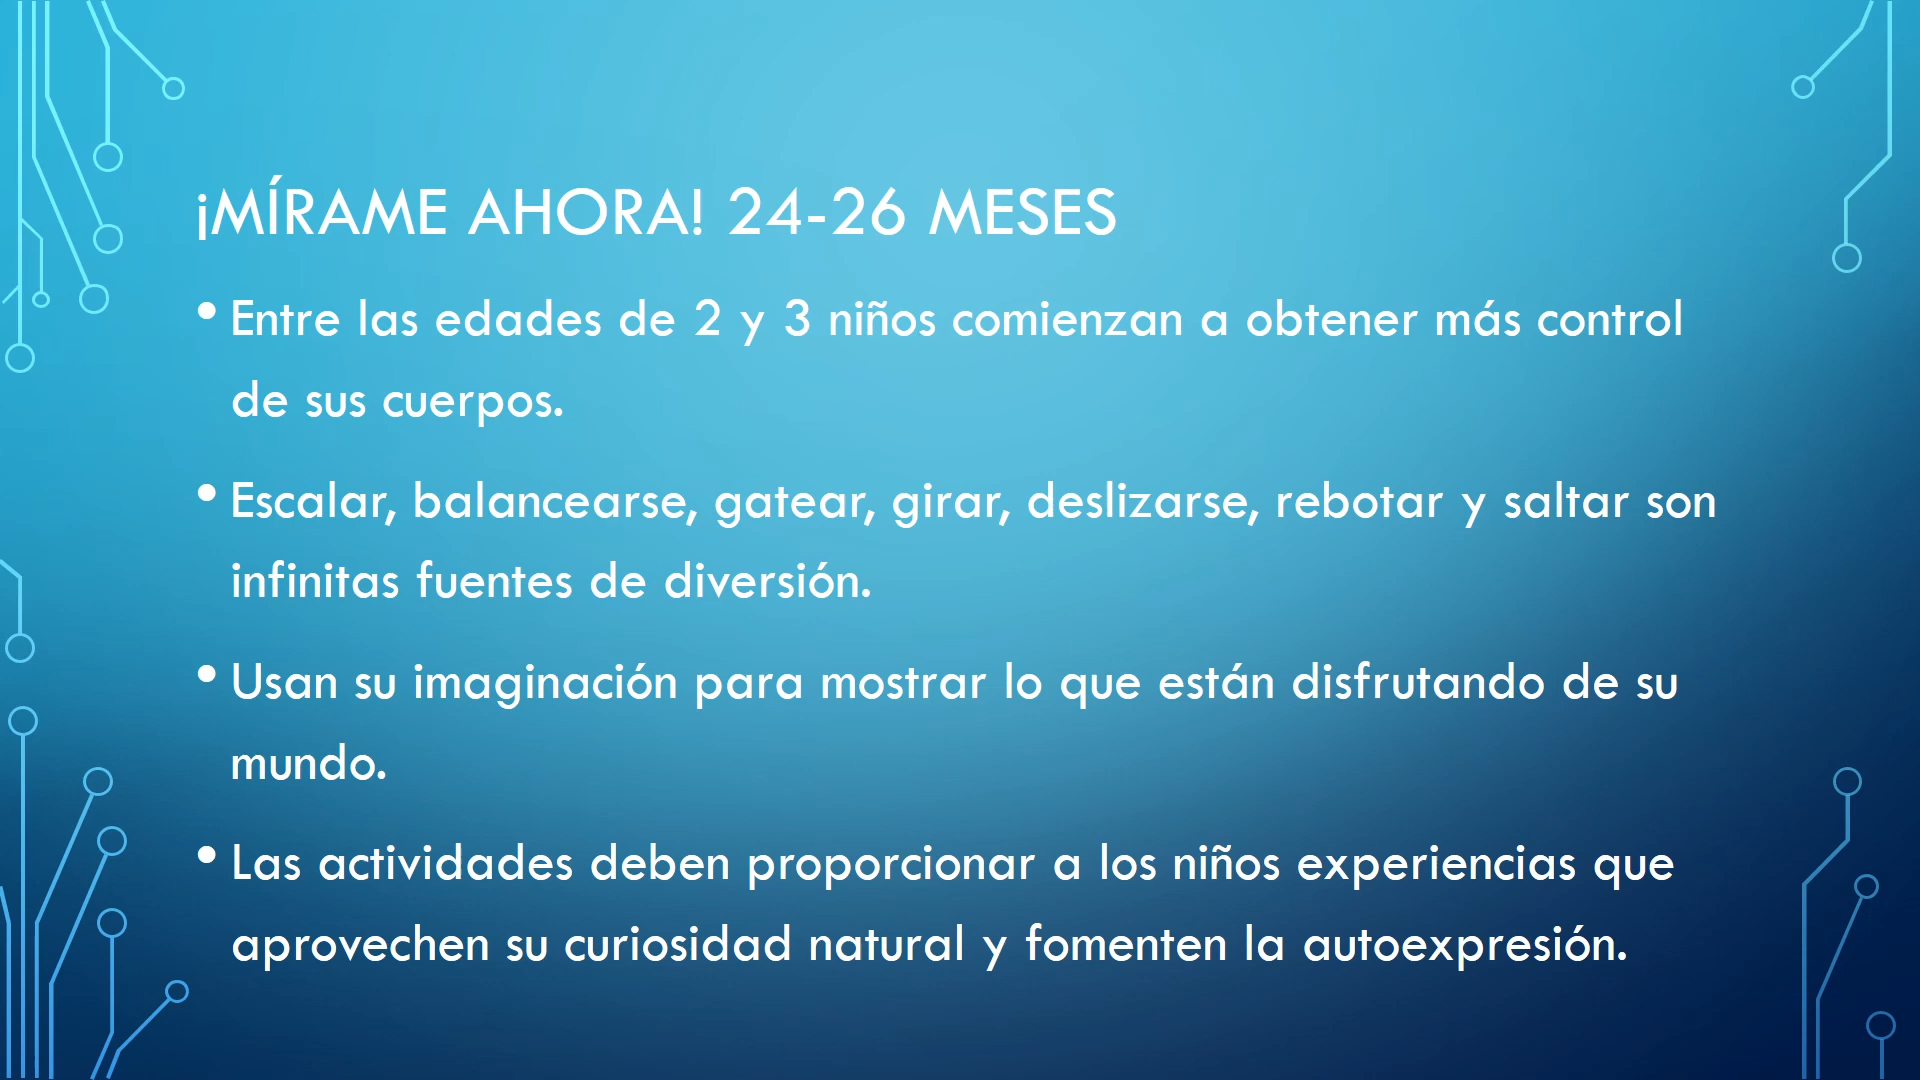 ¡MÍRAME AHORA! 24-26 MESES
• Entre las edades de 2 y 3 niños comienzan a obtener más control
de sus cuerpos.
• Escalar, balancearse, gatear, girar, deslizarse, rebotar y saltar son
infinitas fuentes de diversión.
• Usan su imaginación para mostrar lo que están disfrutando de su
mundo.
• Las actividades deben proporcionar a los niños experiencias que
aprovechen su curiosidad natural y fomenten la autoexpresión.